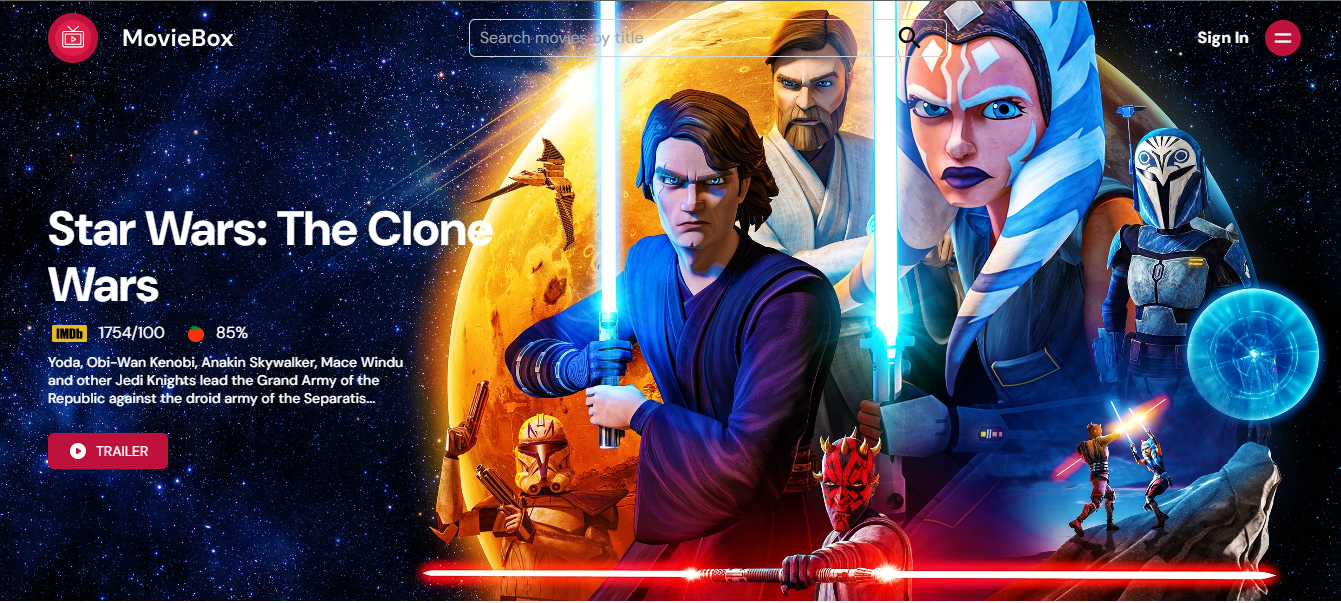 MovieBox
Search movies by title
Sign In
Star Wars: The Clone
Wars
IMDb 1754/100 85%
Yoda, Obi-Wan Kenobi, Anakin Skywalker, Mace Windu
and other Jedi Knights lead the Grand Army of the
Republic against the droid army of the Separatis...
TRAILER